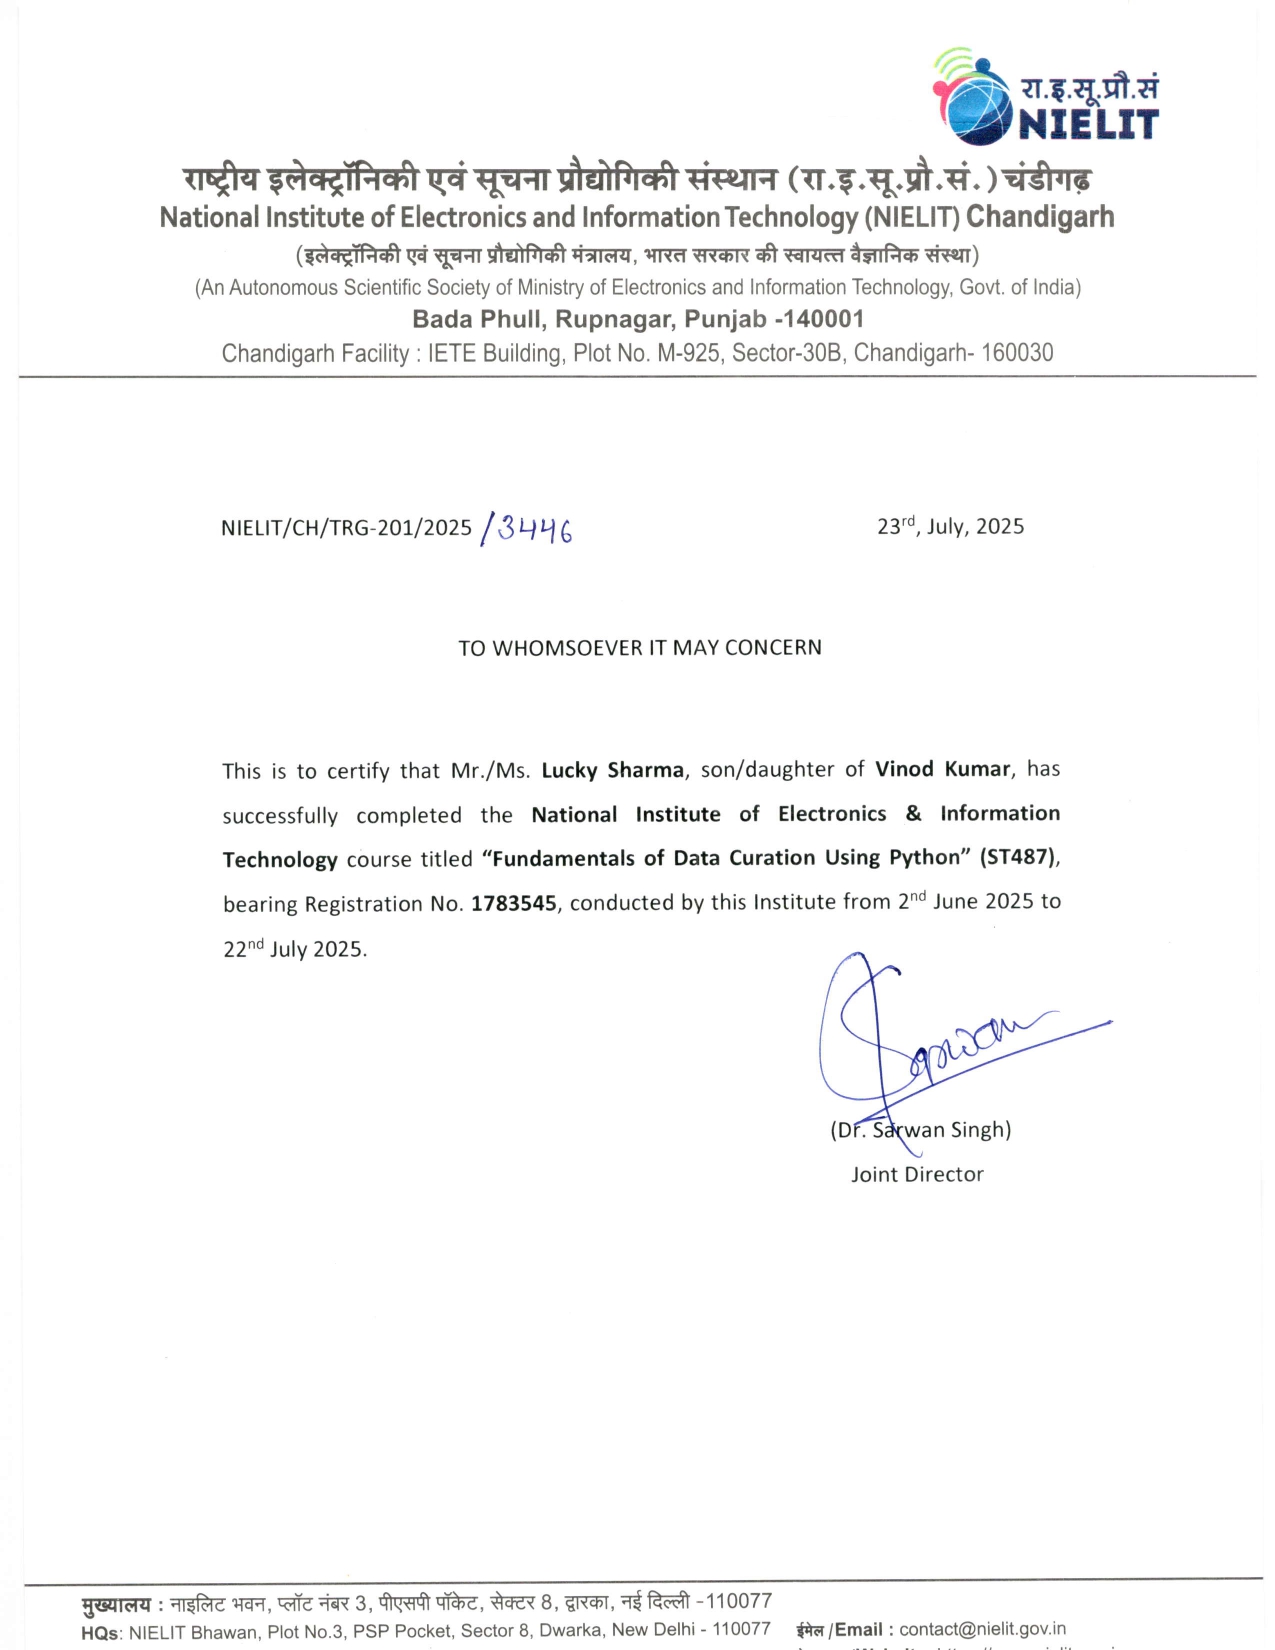 रा.इ.सू.प्रौ.सं
NIELIT
राष्ट्रीय इलेक्ट्रॉनिकी एवं सूचना प्रौद्योगिकी संस्थान (रा.इ.सू.प्रौ.सं.) चंडीगढ़
National Institute of Electronics and Information Technology (NIELIT) Chandigarh
(इलेक्ट्रॉनिकी एवं सूचना प्रौद्योगिकी मंत्रालय, भारत सरकार की स्वायत्त वैज्ञानिक संस्था)
(An Autonomous Scientific Society of Ministry of Electronics and Information Technology, Govt. of India)
Bada Phull, Rupnagar, Punjab -140001
Chandigarh Facility : IETE Building, Plot No. M-925, Sector-30B, Chandigarh- 160030
NIELIT/CH/TRG-201/2025 /3446 23rd, July, 2025
TO WHOMSOEVER IT MAY CONCERN
This is to certify that Mr./Ms. Lucky Sharma, son/daughter of Vinod Kumar, has
successfully completed the National Institute of Electronics & Information
Technology course titled “Fundamentals of Data Curation Using Python” (ST487),
bearing Registration No. 1783545, conducted by this Institute from 2nd June 2025 to
22nd July 2025.
Sarwan
(Dr. Sarwan Singh)
Joint Director
मुख्यालय : नाइलिट भवन, प्लॉट नंबर 3, पीएसपी पॉकेट, सेक्टर 8, द्वारका, नई दिल्ली -110077
HQs: NIELIT Bhawan, Plot No.3, PSP Pocket, Sector 8, Dwarka, New Delhi - 110077 ईमेल /Email : contact@nielit.gov.in